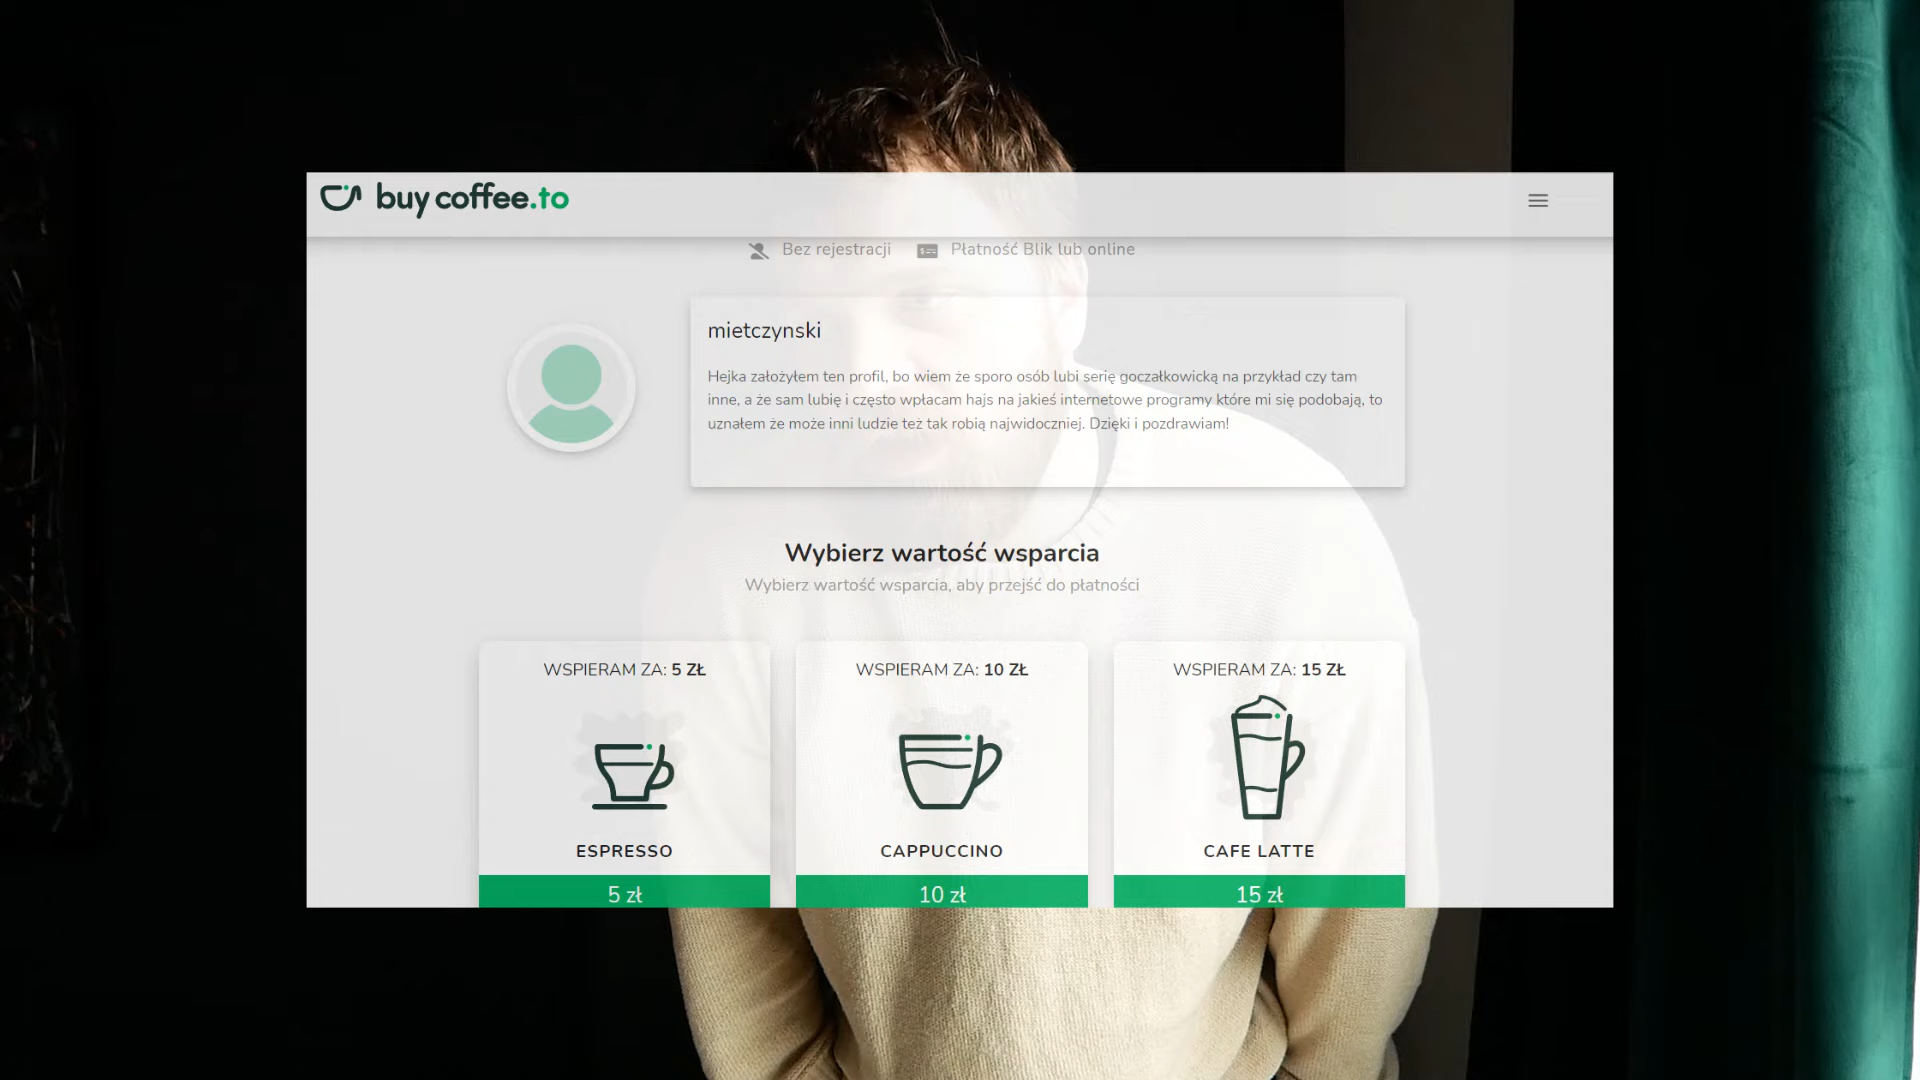 buycoffee.to
Bez rejestracji Płatność Blik lub online
mietczynski
Hejka założyłem ten profil, bo wiem że sporo osób lubi serię goczałkowicką na przykład czy tam
inne, a że sam lubię i często wpłacam hajs na jakieś internetowe programy które mi się podobają, to
uznałem że może inni ludzie też tak robią najwidoczniej. Dzięki i pozdrawiam!
Wybierz wartość wsparcia
Wybierz wartość wsparcia, aby przejść do płatności
WSPIERAM ZA: 5 ZŁ
ESPRESSO
5 zł
WSPIERAM ZA: 10 ZŁ
CAPPUCCINO
10 zł
WSPIERAM ZA: 15 ZŁ
CAFE LATTE
15 zł